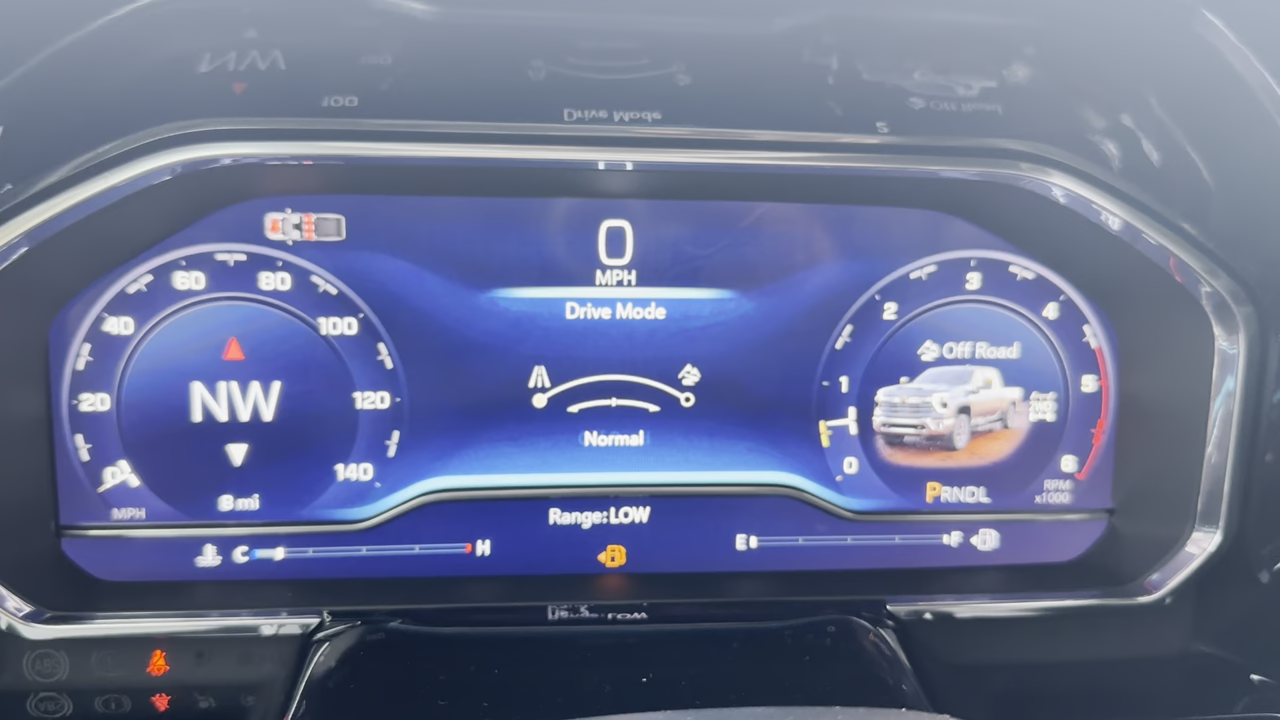 0
MPH
Drive Mode
Normal
20
40
60
80
100
120
140
NW
8 mi
MPH
0
1
2
3
4
5
6
Off Road
PRNDL
RPM
x1000
Range: LOW
C
H
E
F
ABS